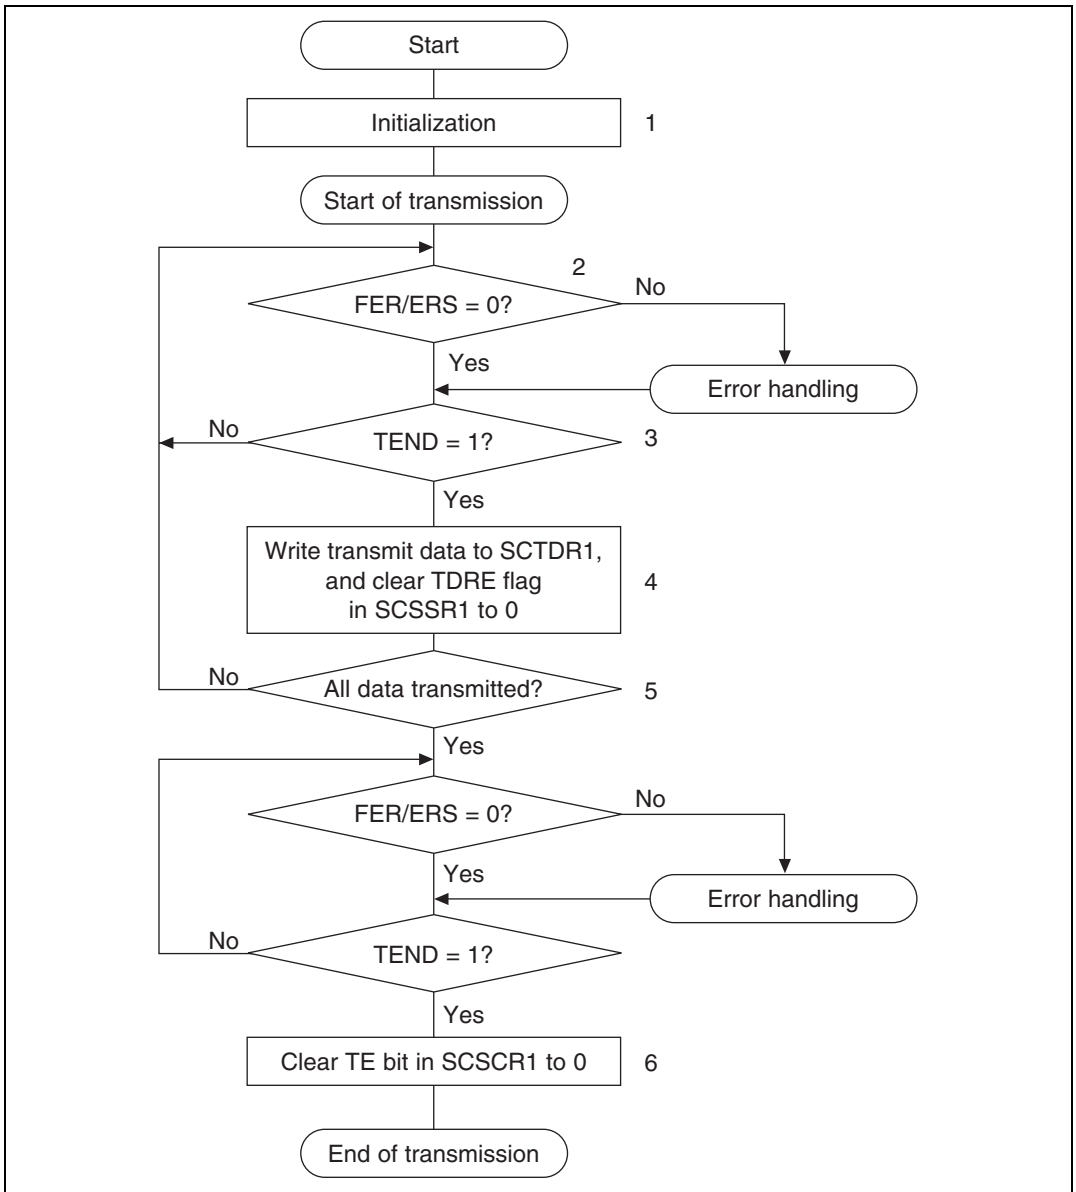 Start
Initialization
1
Start of transmission
2
FER/ERS = 0?
No
Yes
Error handling
No
TEND = 1?
3
Yes
Write transmit data to SCTDR1,
and clear TDRE flag
in SCSSR1 to 0
4
No
All data transmitted?
5
Yes
FER/ERS = 0?
No
Yes
Error handling
No
TEND = 1?
Yes
Clear TE bit in SCSCR1 to 0
6
End of transmission